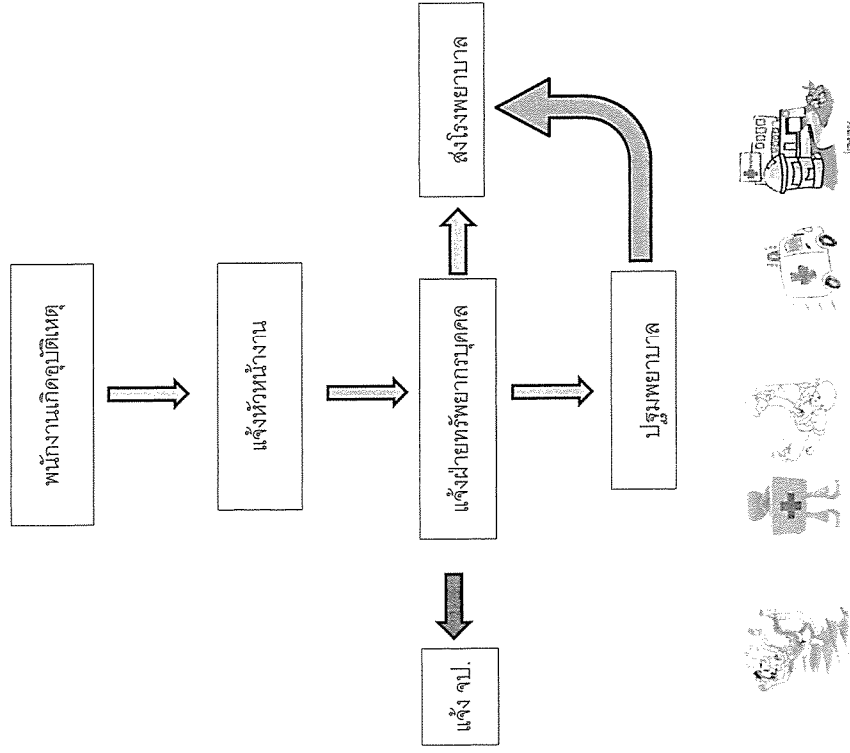 พนักงานเกิดอุบัติเหตุ
แจ้งหัวหน้างาน
แจ้งฝ่ายทรัพยากรบุคคล
แจ้ง จป.
ส่งโรงพยาบาล
ปฐมพยาบาล